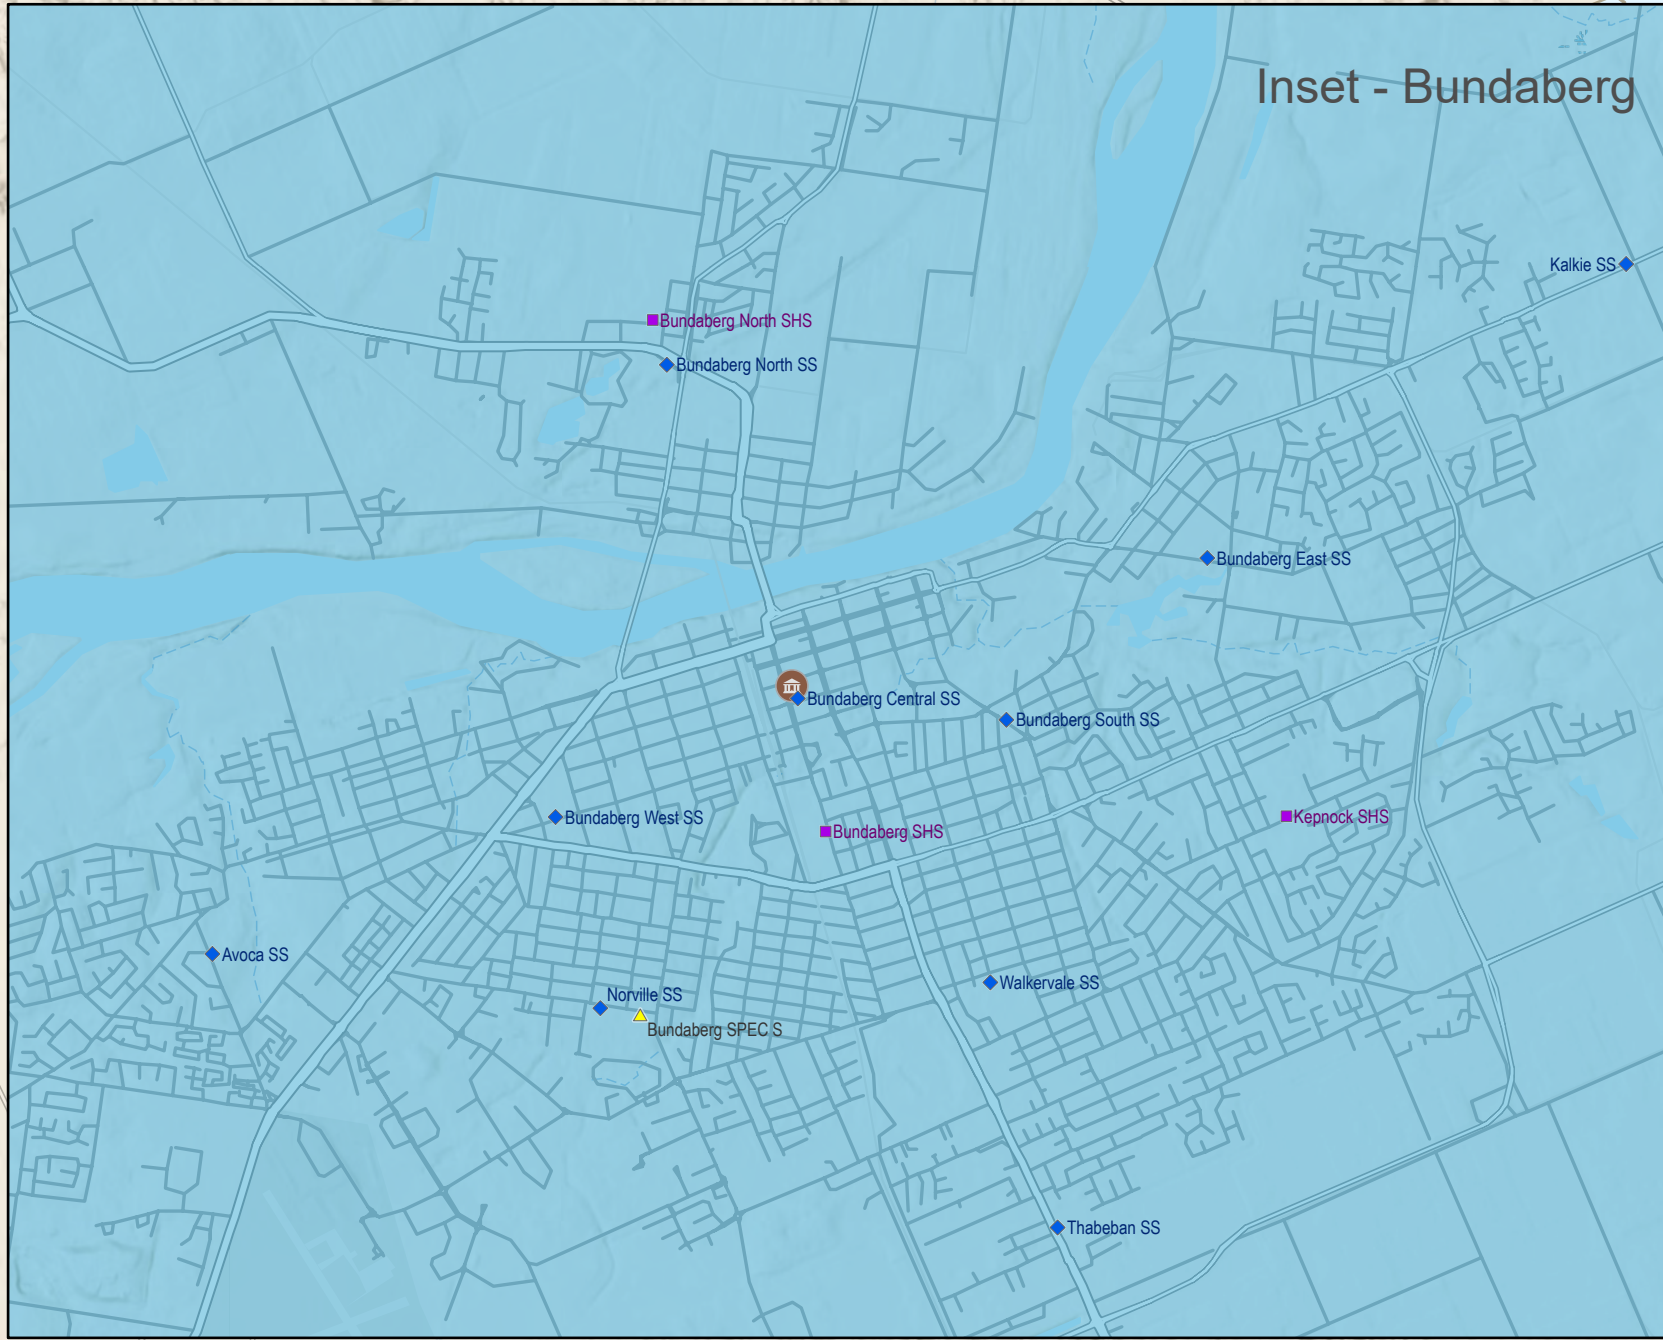 Inset - Bundaberg
Kalkie SS
Bundaberg North SHS
Bundaberg North SS
Bundaberg East SS
Bundaberg Central SS
Bundaberg South SS
Bundaberg West SS
Bundaberg SHS
Kepnock SHS
Avoca SS
Norville SS
Walkervale SS
Bundaberg SPEC S
Thabeban SS